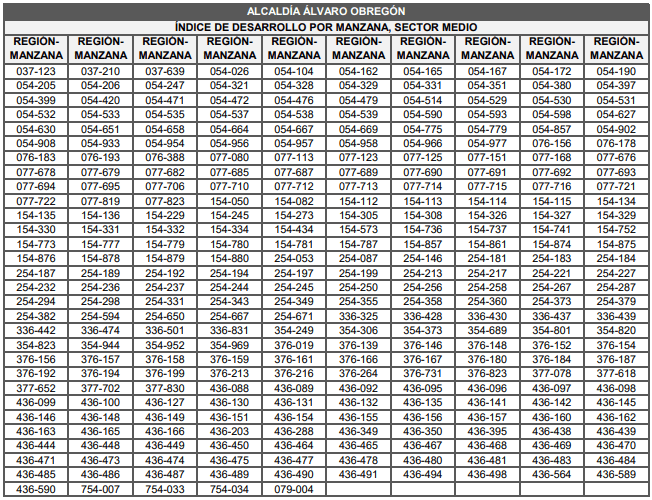 ALCALDÍA ÁLVARO OBREGÓN
ÍNDICE DE DESARROLLO POR MANZANA, SECTOR MEDIO
REGIÓN- REGIÓN- REGIÓN- REGIÓN- REGIÓN- REGIÓN- REGIÓN- REGIÓN- REGIÓN- REGIÓN-
MANZANA MANZANA MANZANA MANZANA MANZANA MANZANA MANZANA MANZANA MANZANA MANZANA
037-123 037-210 037-639 054-026 054-104 054-162 054-165 054-167 054-172 054-190
054-205 054-206 054-247 054-321 054-328 054-329 054-331 054-351 054-380 054-397
054-399 054-420 054-471 054-472 054-476 054-479 054-514 054-529 054-530 054-531
054-532 054-533 054-535 054-537 054-538 054-539 054-590 054-593 054-598 054-627
054-630 054-651 054-658 054-664 054-667 054-669 054-775 054-779 054-857 054-902
054-908 054-933 054-954 054-956 054-957 054-958 054-966 054-977 076-156 076-178
076-183 076-193 076-388 077-080 077-113 077-123 077-125 077-151 077-168 077-676
077-678 077-679 077-682 077-685 077-687 077-689 077-690 077-691 077-692 077-693
077-694 077-695 077-706 077-710 077-712 077-713 077-714 077-715 077-716 077-721
077-722 077-819 077-823 154-050 154-082 154-112 154-113 154-114 154-115 154-134
154-135 154-136 154-229 154-245 154-273 154-305 154-308 154-326 154-327 154-329
154-330 154-331 154-332 154-334 154-434 154-573 154-736 154-737 154-741 154-752
154-773 154-777 154-779 154-780 154-781 154-787 154-857 154-861 154-874 154-875
154-876 154-878 154-879 154-880 254-053 254-087 254-146 254-181 254-183 254-184
254-187 254-189 254-192 254-194 254-197 254-199 254-213 254-217 254-221 254-227
254-232 254-236 254-237 254-244 254-245 254-250 254-256 254-258 254-267 254-287
254-294 254-298 254-331 254-343 254-349 254-355 254-358 254-360 254-373 254-379
254-382 254-594 254-650 254-667 254-671 336-325 336-428 336-430 336-437 336-439
336-442 336-474 336-501 336-831 354-249 354-306 354-373 354-689 354-801 354-820
354-823 354-944 354-952 354-969 376-019 376-139 376-146 376-148 376-152 376-154
376-156 376-157 376-158 376-159 376-161 376-166 376-167 376-180 376-184 376-187
376-192 376-194 376-199 376-213 376-216 376-264 376-731 376-823 377-078 377-618
377-652 377-702 377-830 436-088 436-089 436-092 436-095 436-096 436-097 436-098
436-099 436-100 436-127 436-130 436-131 436-132 436-135 436-141 436-142 436-145
436-146 436-148 436-149 436-151 436-154 436-155 436-156 436-157 436-160 436-162
436-163 436-165 436-166 436-203 436-288 436-349 436-350 436-395 436-438 436-439
436-444 436-448 436-449 436-450 436-464 436-465 436-467 436-468 436-469 436-470
436-471 436-473 436-474 436-475 436-477 436-478 436-480 436-481 436-483 436-484
436-485 436-486 436-487 436-489 436-490 436-491 436-494 436-498 436-564 436-589
436-590 754-007 754-033 754-034 079-004